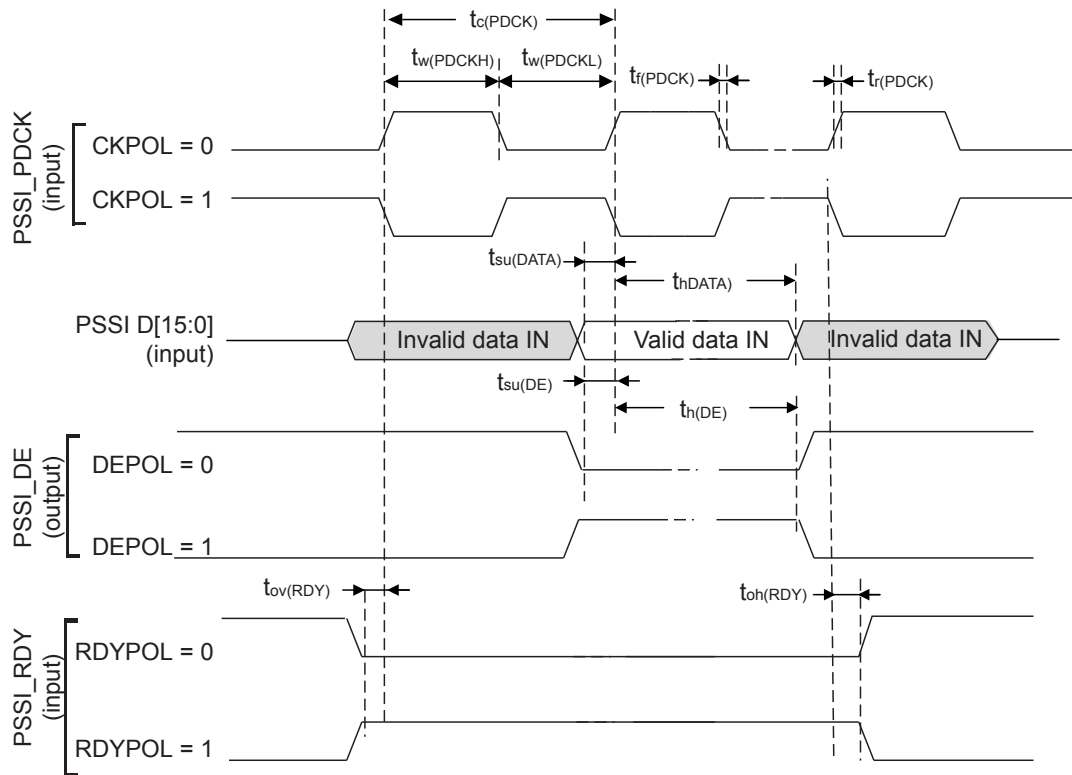 tc(PDCK)
tw(PDCKH)
tw(PDCKL)
tf(PDCK)
tr(PDCK)
PSSI_PDCK
(input)
CKPOL = 0
CKPOL = 1
tsu(DATA)
thDATA)
PSSI D[15:0]
(input)
Invalid data IN
Valid data IN
Invalid data IN
tsu(DE)
th(DE)
PSSI_DE
(output)
DEPOL = 0
DEPOL = 1
tov(RDY)
toh(RDY)
PSSI_RDY
(input)
RDYPOL = 0
RDYPOL = 1